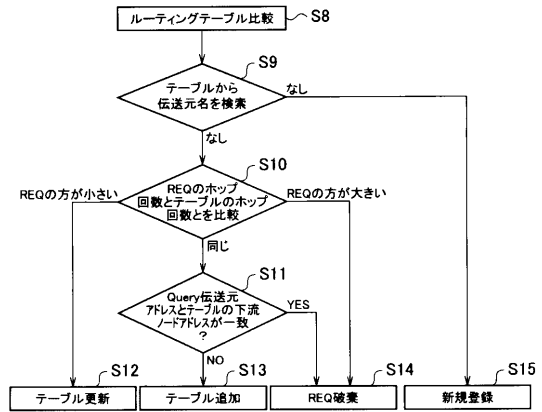 ルーティングテーブル比較
S8
S9
テーブルから
伝送元名を検索
なし
なし
S10
REQの方が小さい
REQのホップ
回数とテーブルのホップ
回数とを比較
REQの方が大きい
同じ
S11
Query伝送元
アドレスとテーブルの下流
ノードアドレスが一致
?
YES
NO
S12
S13
S14
S15
テーブル更新
テーブル追加
REQ破棄
新規登録